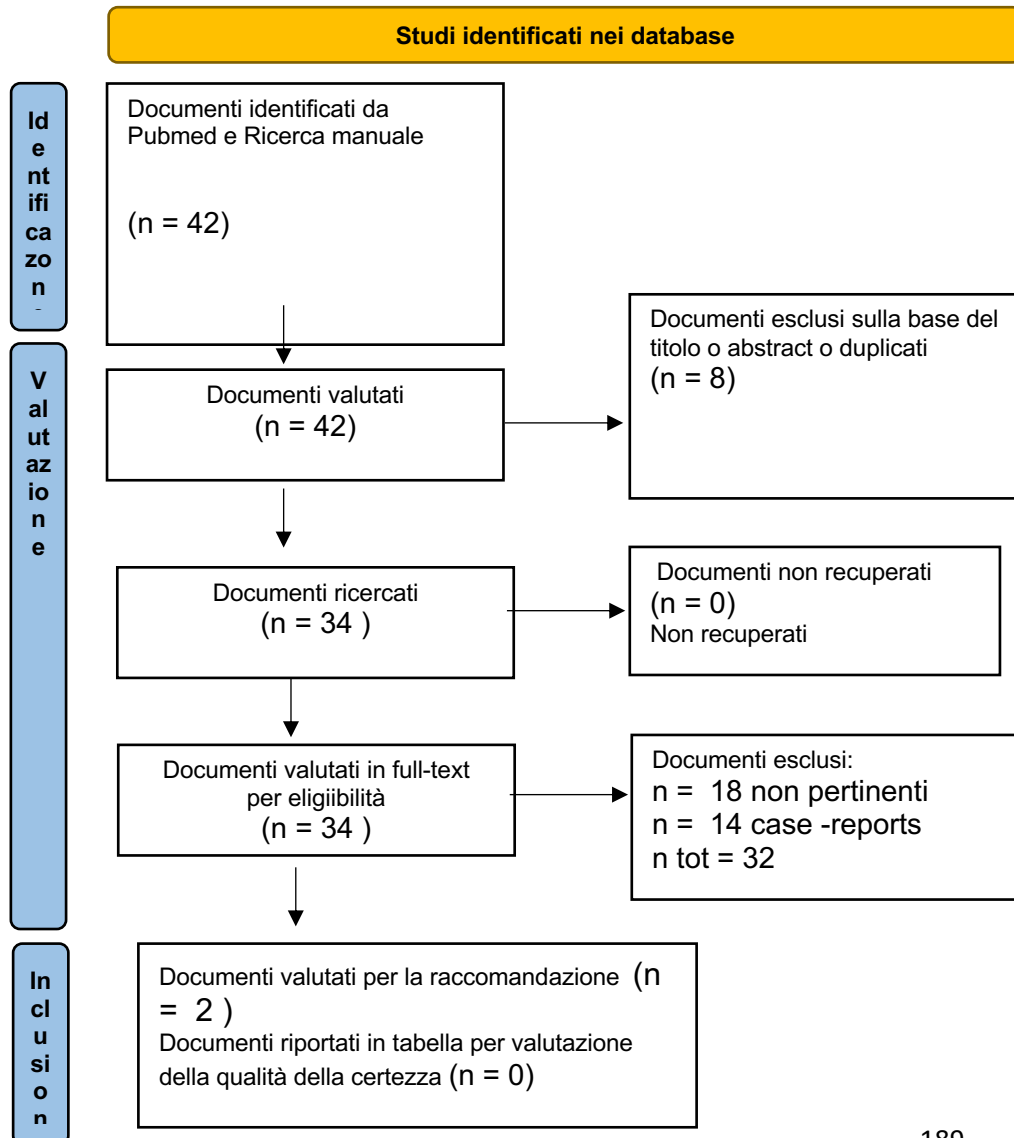 Studi identificati nei database
Id
e
nt
ifi
ca
zo
n
Documenti identificati da
Pubmed e Ricerca manuale
(n = 42)
Documenti esclusi sulla base del
titolo o abstract o duplicati
(n = 8)
V
al
ut
az
io
n
e
Documenti valutati
(n = 42)
Documenti ricercati
(n = 34 )
Documenti non recuperati
(n = 0)
Non recuperati
Documenti valutati in full-text
per eligiibilità
(n = 34 )
Documenti esclusi:
n = 18 non pertinenti
n = 14 case -reports
n tot = 32
In
cl
u
si
o
n
Documenti valutati per la raccomandazione (n
= 2 )
Documenti riportati in tabella per valutazione
della qualità della certezza (n = 0)
189